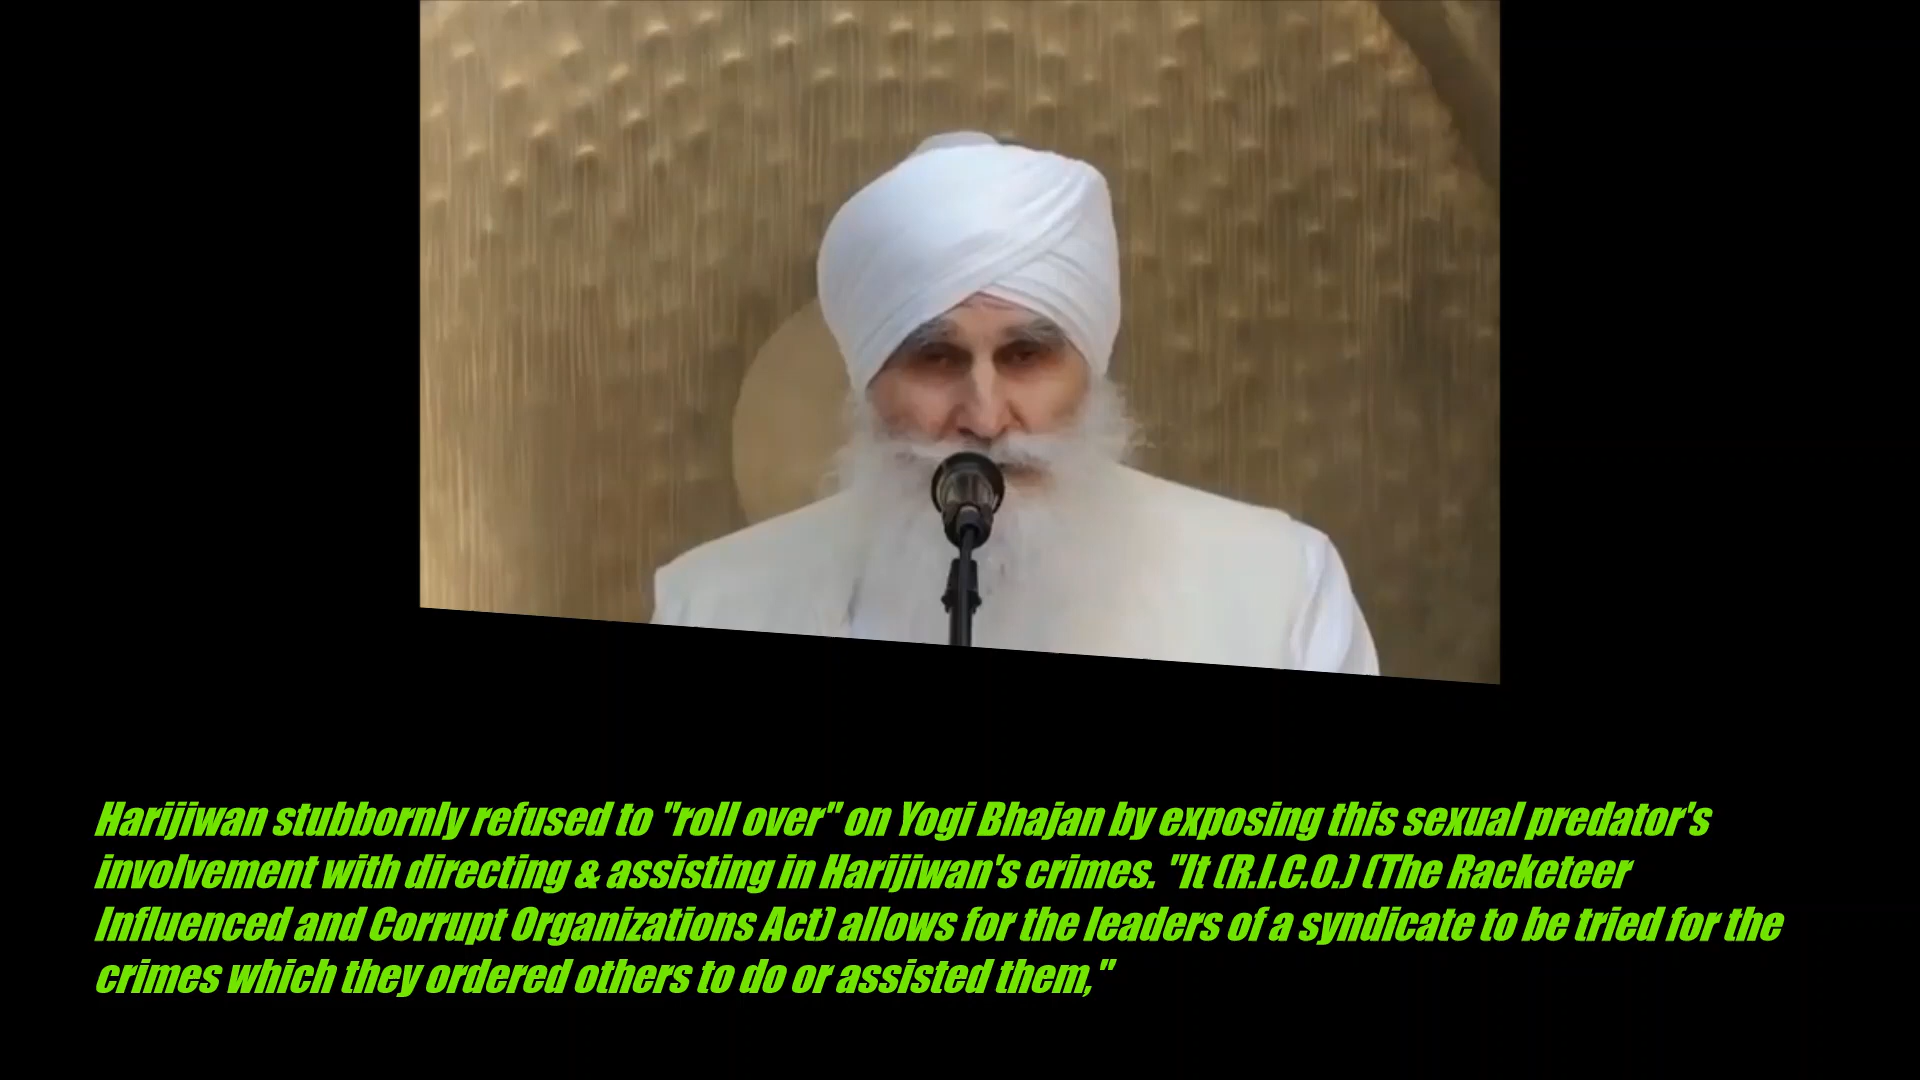 Harijiwan stubbornly refused to "roll over" on Yogi Bhajan by exposing this sexual predator's
involvement with directing & assisting in Harijiwan's crimes. "It (R.I.C.O.) (The Racketeer
Influenced and Corrupt Organizations Act) allows for the leaders of a syndicate to be tried for the
crimes which they ordered others to do or assisted them,"